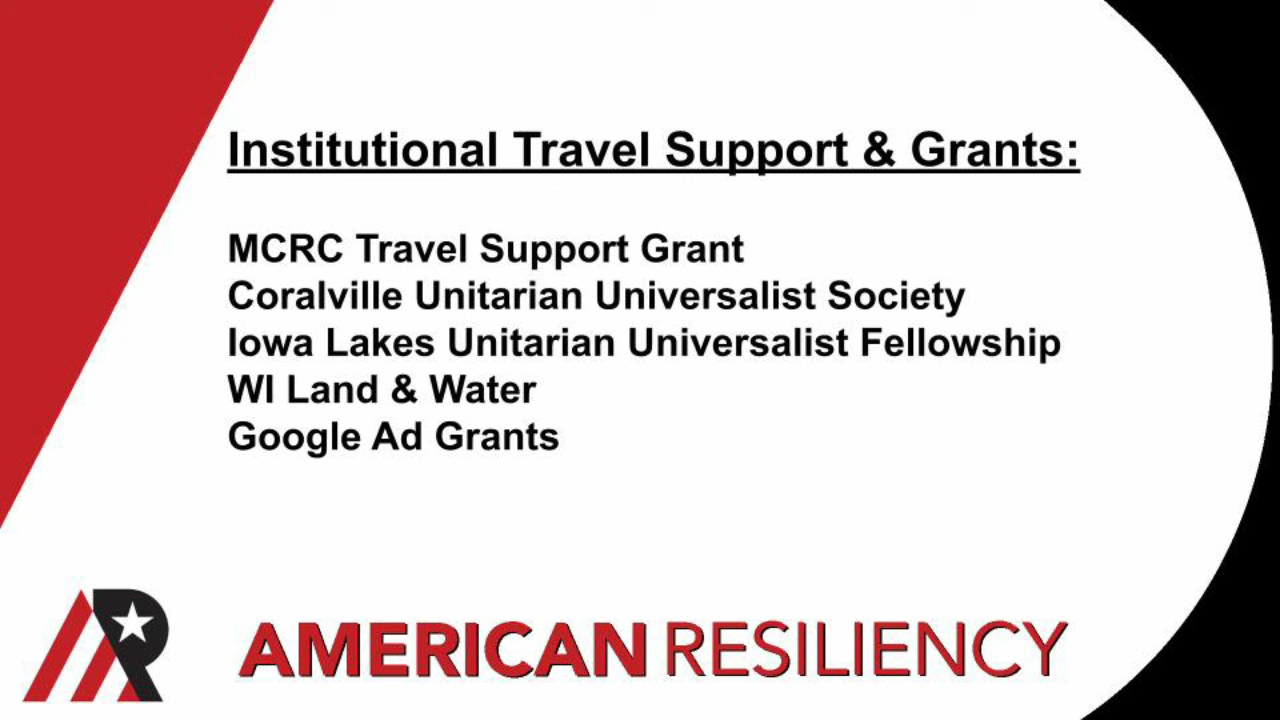 Institutional Travel Support & Grants:
MCRC Travel Support Grant
Coralville Unitarian Universalist Society
Iowa Lakes Unitarian Universalist Fellowship
WI Land & Water
Google Ad Grants
AR
AMERICAN RESILIENCY